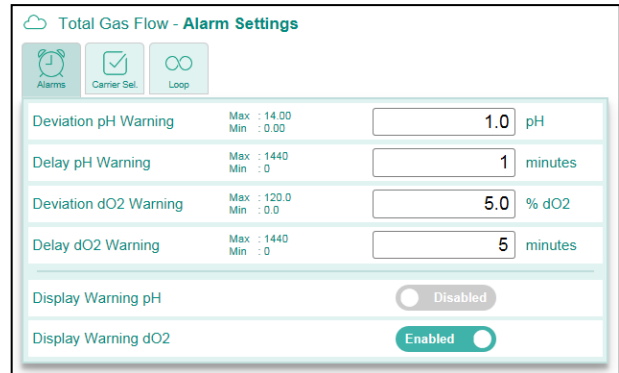 Total Gas Flow - Alarm Settings
Alarms Carrier Sel. Loop
Deviation pH Warning Max : 14.00 Min : 0.00 1.0 pH
Delay pH Warning Max : 1440 Min : 0 1 minutes
Deviation dO2 Warning Max : 120.0 Min : 0.0 5.0 % dO2
Delay dO2 Warning Max : 1440 Min : 0 5 minutes
Display Warning pH Disabled
Display Warning dO2 Enabled